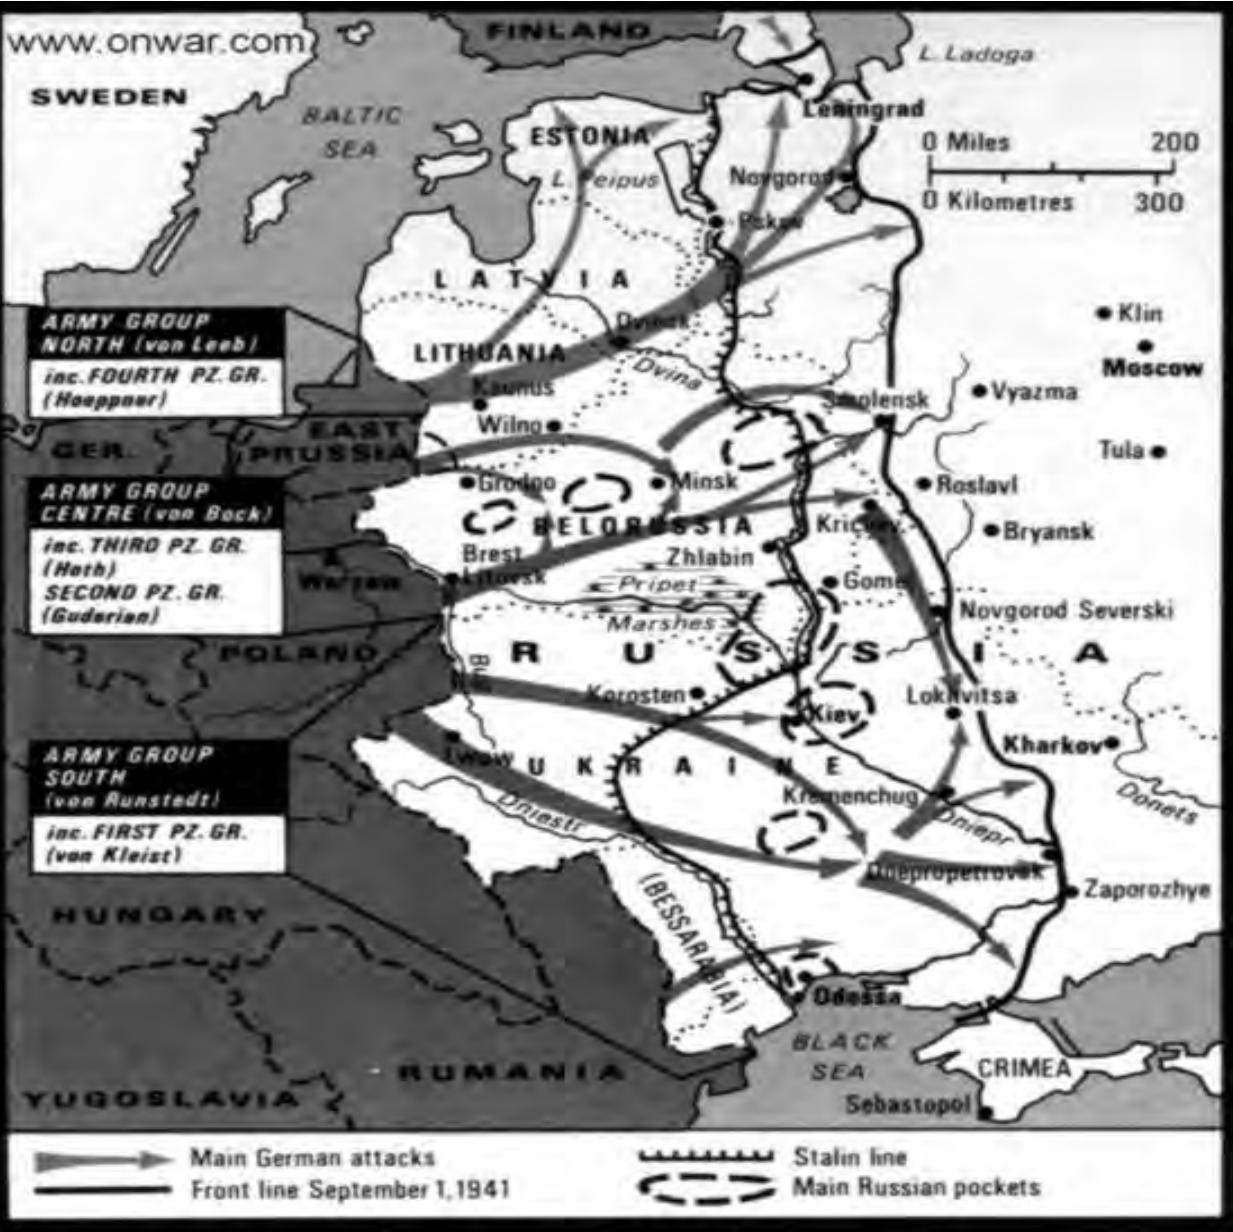 www.onwar.com
FINLAND
L. Ladoga
SWEDEN
BALTIC
SEA
Leningrad
ESTONIA
0 Miles 200
L. Peipus
Novgorod
0 Kilometres 300
Pskov
LATVIA
ARMY GROUP
NORTH (von Leeb)
inc. FOURTH PZ. GR.
(Hoeppner)
Dvinsk
Klin
LITHUANIA
Dvina
Moscow
Kaunus
Smolensk
Vyazma
Wilno
EAST
PRUSSIA
GER.
Tula
ARMY GROUP
CENTRE (von Bock)
inc. THIRD PZ. GR.
(Hoth)
SECOND PZ. GR.
(Guderian)
Grodno
Minsk
Roslavl
BELORUSSIA
Krichev
Bryansk
Brest
Litovsk
Zhlabin
Warsaw
Pripet
Marshes
Gomel
Novgorod Severski
POLAND
RUSSIA
Bug
Korosten
Lokhvitsa
Kiev
Kharkov
ARMY GROUP
SOUTH
(von Runstedt)
inc. FIRST PZ. GR.
(von Kleist)
Lwow
UKRAINE
Kremenchug
Donets
Dniestr
Dniepr
Dnepropetrovsk
Zaporozhye
(BESSARABIA)
HUNGARY
Odessa
BLACK
SEA
RUMANIA
CRIMEA
YUGOSLAVIA
Sebastopol
Main German attacks
Stalin line
Front line September 1, 1941
Main Russian pockets